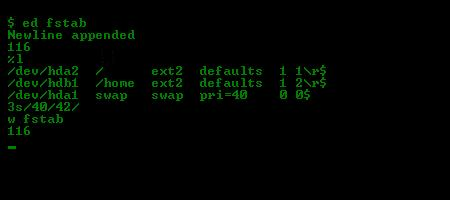 $ ed fstab
Newline appended
116
%l
/dev/hda2  /      ext2  defaults  1 1\r$
/dev/hdb1  /home  ext2  defaults  1 2\r$
/dev/hda1  swap   swap  pri=40    0 0$
3s/40/42/
w fstab
116